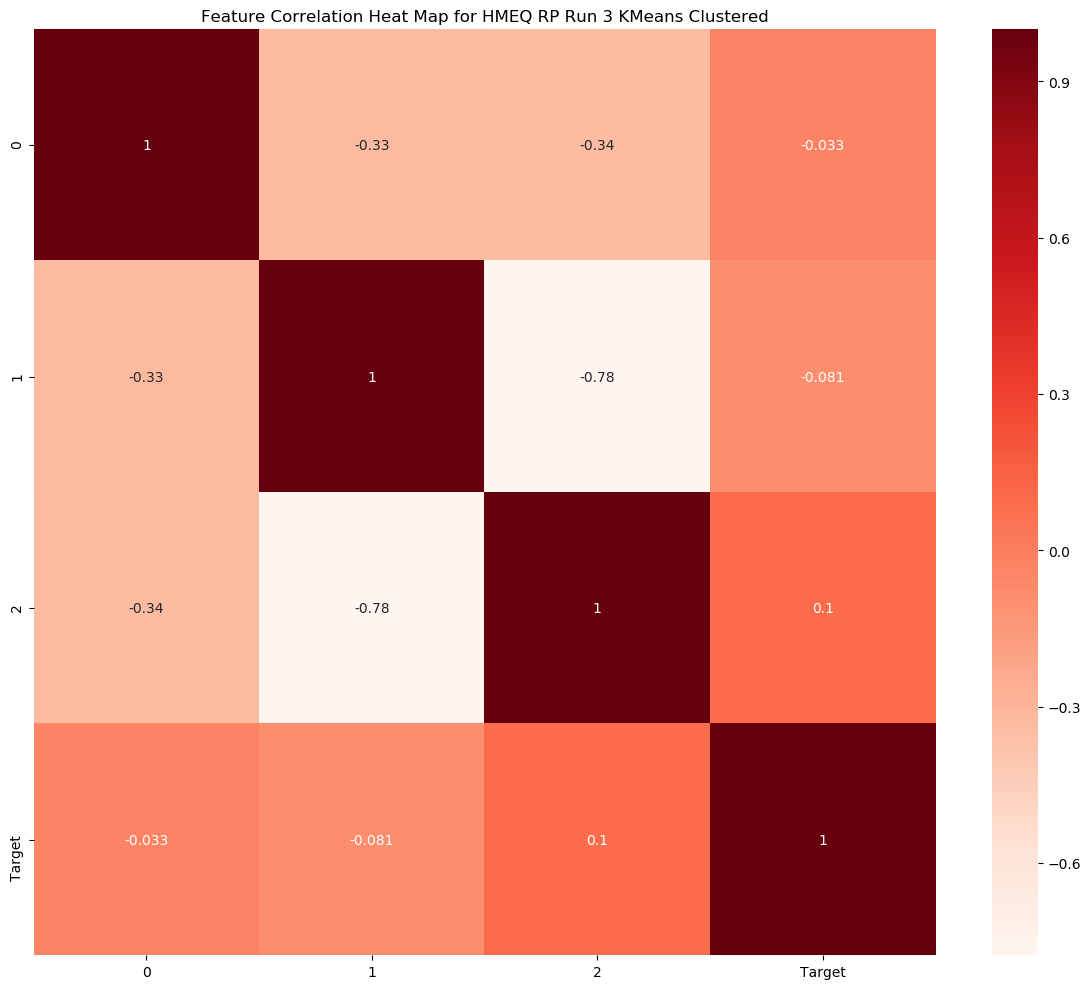 Feature Correlation Heat Map for HMEQ RP Run 3 KMeans Clustered
0 1 -0.33 -0.34 -0.033
1 -0.33 1 -0.78 -0.081
2 -0.34 -0.78 1 0.1
Target -0.033 -0.081 0.1 1
0 1 2 Target
0.9
0.6
0.3
0.0
−0.3
−0.6